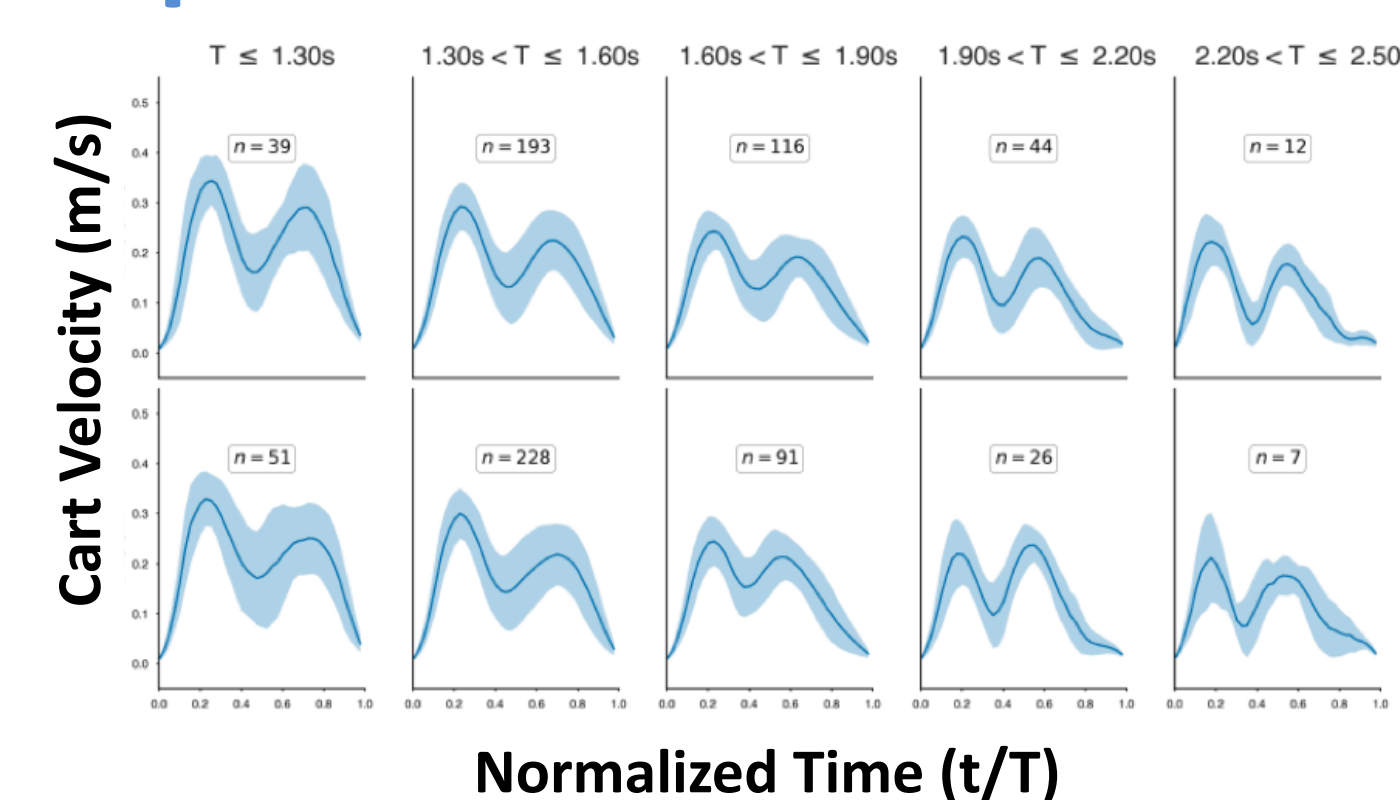 T ≤ 1.30s
1.30s < T ≤ 1.60s
1.60s < T ≤ 1.90s
1.90s < T ≤ 2.20s
2.20s < T ≤ 2.50
Cart Velocity (m/s)
0.5
0.4
0.3
0.2
0.1
0.0
n = 39
n = 193
n = 116
n = 44
n = 12
0.5
0.4
0.3
0.2
0.1
0.0
n = 51
n = 228
n = 91
n = 26
n = 7
0.0 0.2 0.4 0.6 0.8 1.0
0.0 0.2 0.4 0.6 0.8 1.0
0.0 0.2 0.4 0.6 0.8 1.0
0.0 0.2 0.4 0.6 0.8 1.0
0.0 0.2 0.4 0.6 0.8 1.0
Normalized Time (t/T)